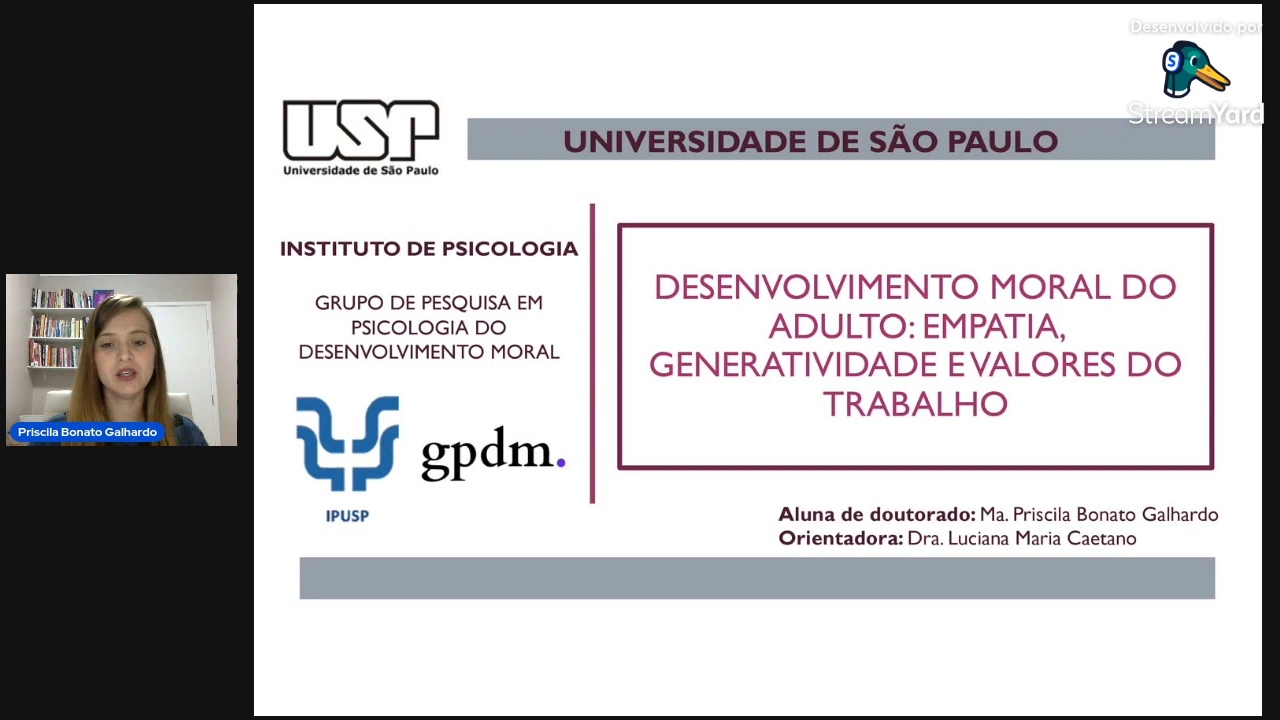 Desenvolvido por
StreamYard
USP
Universidade de São Paulo
UNIVERSIDADE DE SÃO PAULO
INSTITUTO DE PSICOLOGIA
GRUPO DE PESQUISA EM
PSICOLOGIA DO
DESENVOLVIMENTO MORAL
IPUSP
gpdm.
DESENVOLVIMENTO MORAL DO
ADULTO: EMPATIA,
GENERATIVIDADE E VALORES DO
TRABALHO
Aluna de doutorado: Ma. Priscila Bonato Galhardo
Orientadora: Dra. Luciana Maria Caetano
Priscila Bonato Galhardo